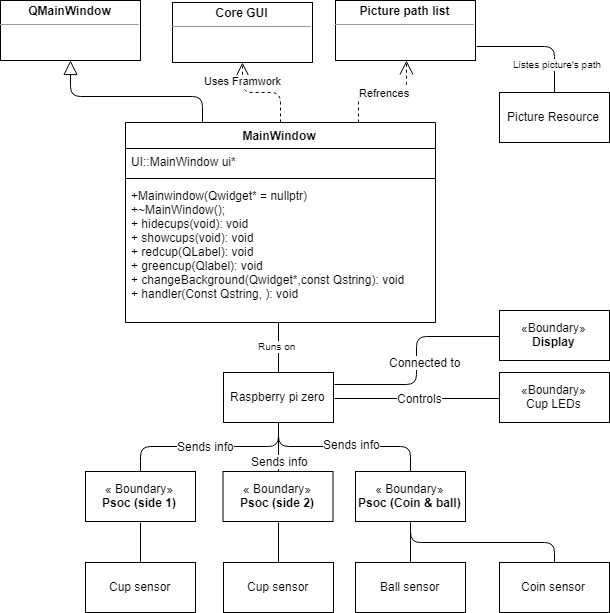 QMainWindow
Core GUI
Picture path list
Uses Framwork
Refrences
Listes picture's path
Picture Resource
MainWindow
UI::MainWindow ui*
+Mainwindow(Qwidget* = nullptr)
+~MainWindow();
+ hidecups(void): void
+ showcups(void): void
+ redcup(QLabel): void
+ greencup(Qlabel): void
+ changeBackground(Qwidget*,const Qstring): void
+ handler(Const Qstring, ): void
Runs on
«Boundary»
Display
Connected to
Raspberry pi zero
Controls
«Boundary»
Cup LEDs
Sends info
Sends info
Sends info
« Boundary»
Psoc (side 1)
« Boundary»
Psoc (side 2)
« Boundary»
Psoc (Coin & ball)
Cup sensor
Cup sensor
Ball sensor
Coin sensor